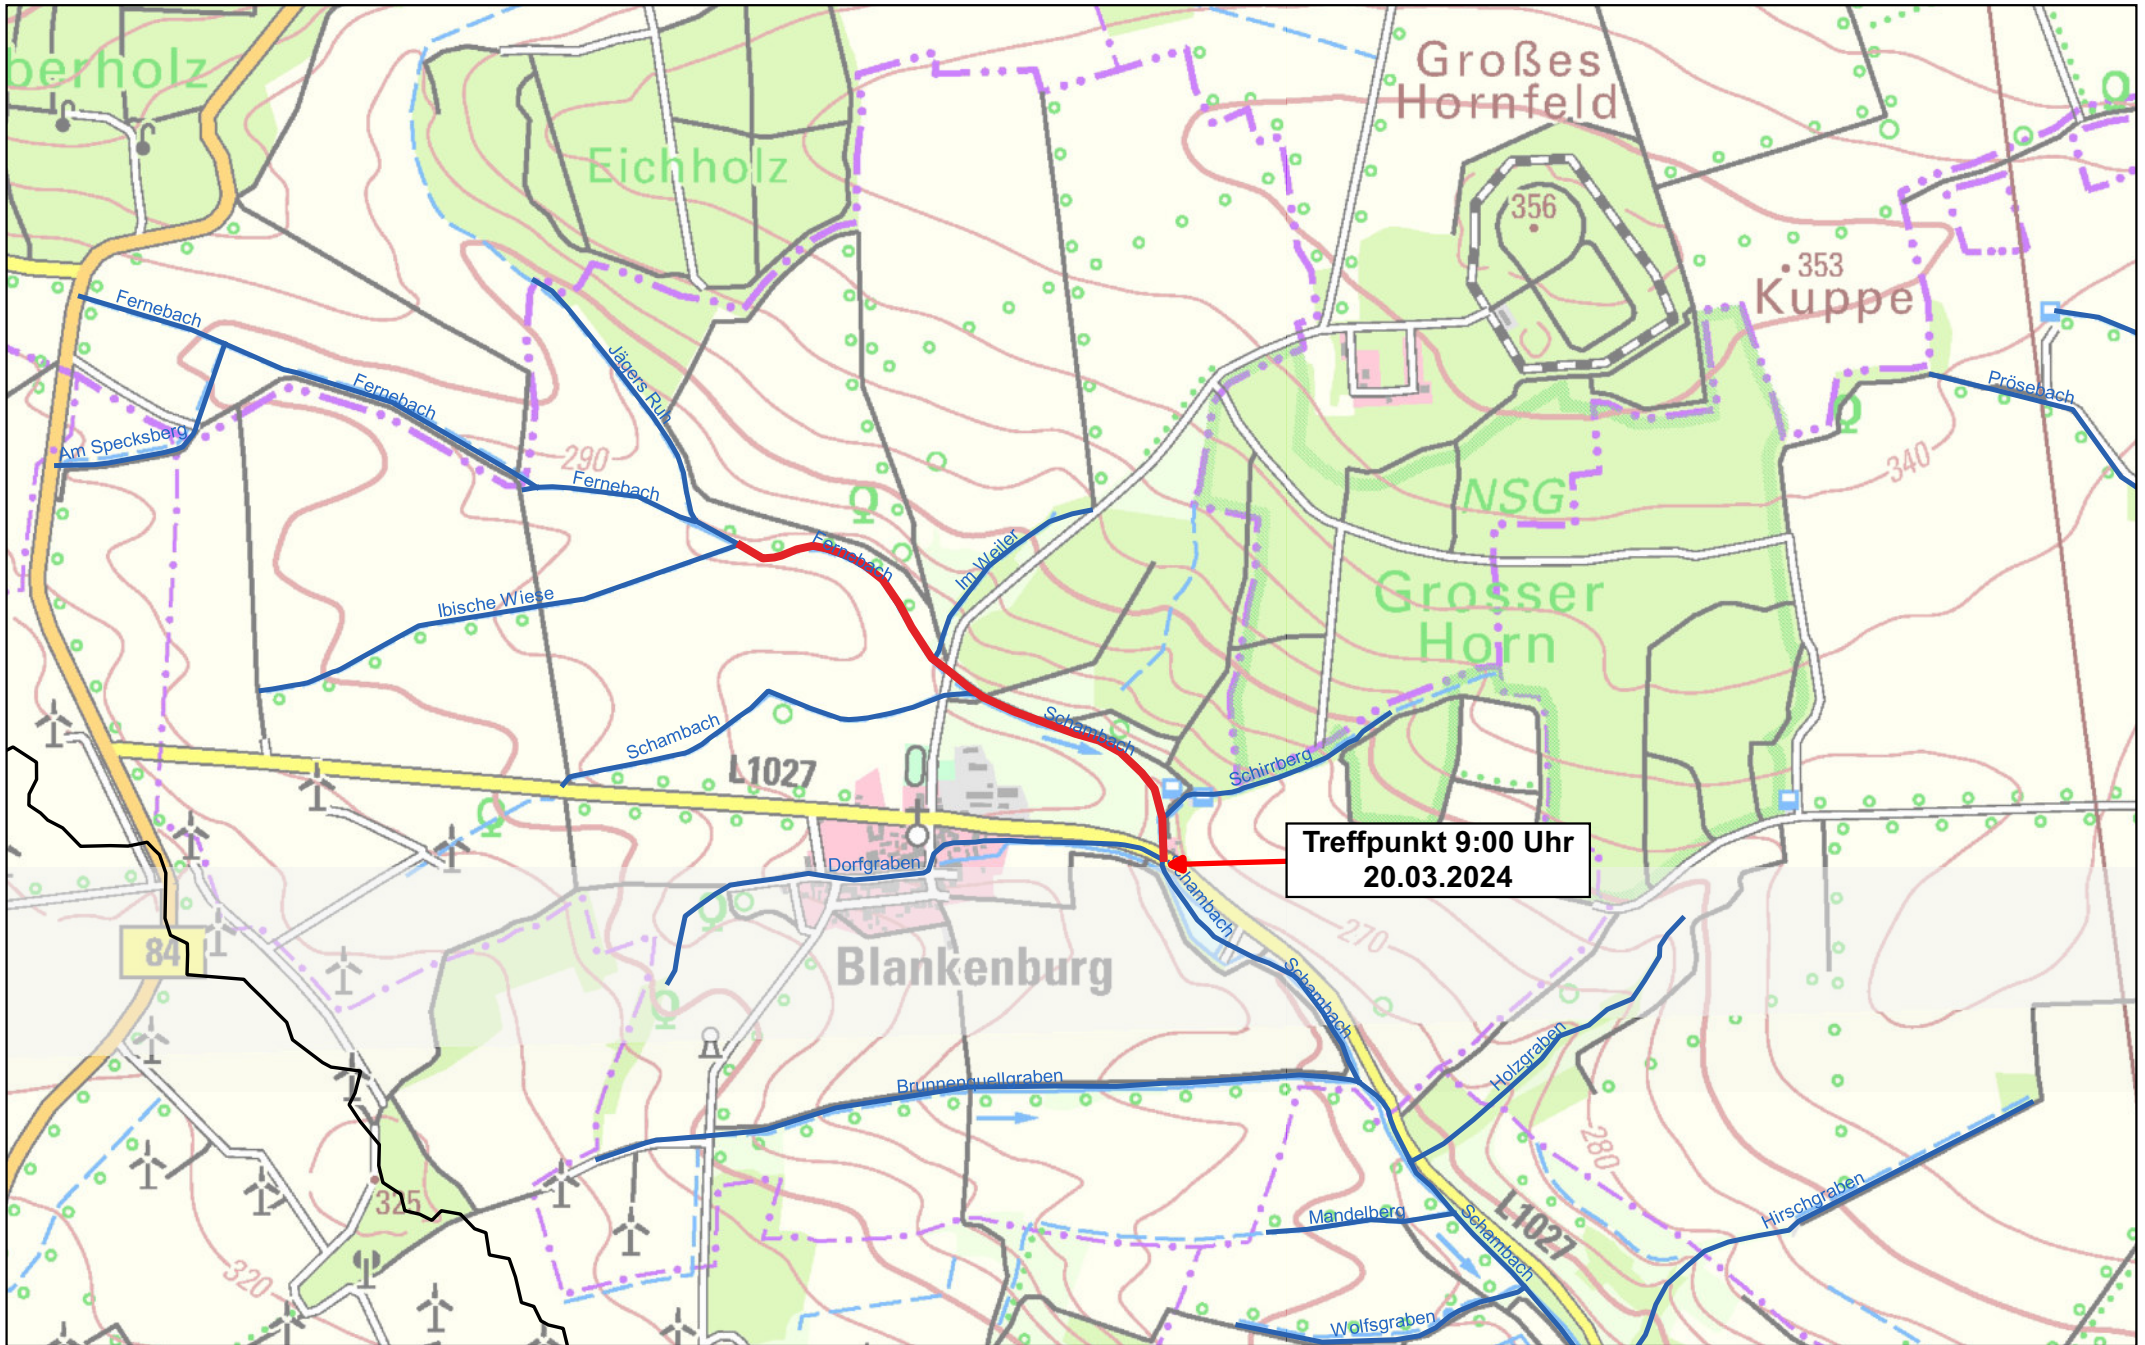 berholz
Eichholz
Großes
Hornfeld
356
353
Kuppe
Fernebach
Fernebach
Jägers Ruh
Prösebach
Am Specksberg
290
Fernebach
340
NSG
Fernebach
Im Weiler
Ibische Wiese
Grosser
Horn
Schambach
Schambach
L1027
Schirrberg
Treffpunkt 9:00 Uhr
20.03.2024
Dorfgraben
Schambach
84
Blankenburg
270
Schambach
Holzgraben
Brunnenquellgraben
280
325
Hirschgraben
Mandelberg
L1027
Schambach
320
Wolfsgraben